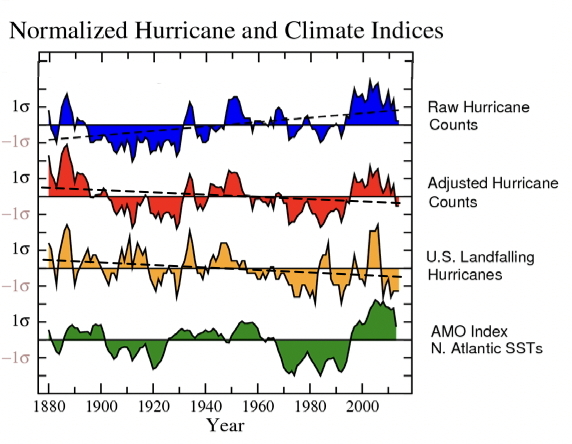 Normalized Hurricane and Climate Indices
1σ
-1σ
Raw Hurricane
Counts
1σ
-1σ
Adjusted Hurricane
Counts
1σ
-1σ
U.S. Landfalling
Hurricanes
1σ
-1σ
AMO Index
N. Atlantic SSTs
1880 1900 1920 1940 1960 1980 2000
Year